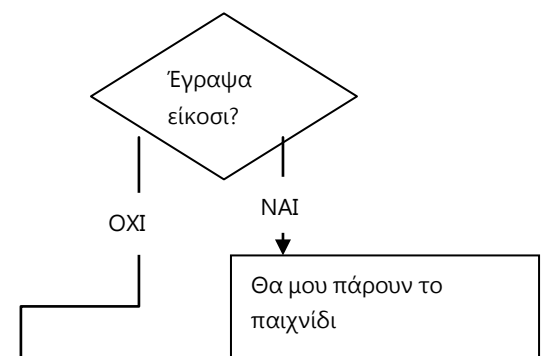 Έγραψα
είκοσι?
ΟΧΙ
ΝΑΙ
Θα μου πάρουν το
παιχνίδι